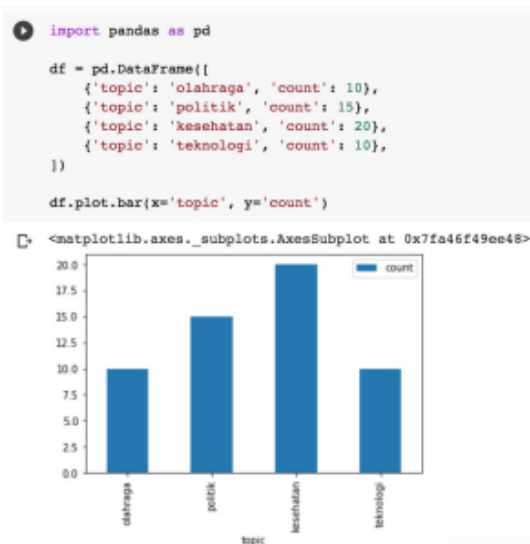 import pandas as pd
df = pd.DataFrame([
{'topic': 'olahraga', 'count': 10},
{'topic': 'politik', 'count': 15},
{'topic': 'kesehatan', 'count': 20},
{'topic': 'teknologi', 'count': 10},
])
df.plot.bar(x='topic', y='count')
<matplotlib.axes._subplots.AxesSubplot at 0x7fa46f49ee48>
count
20.0
17.5
15.0
12.5
10.0
7.5
5.0
2.5
0.0
olahraga
politik
kesehatan
teknologi
topic